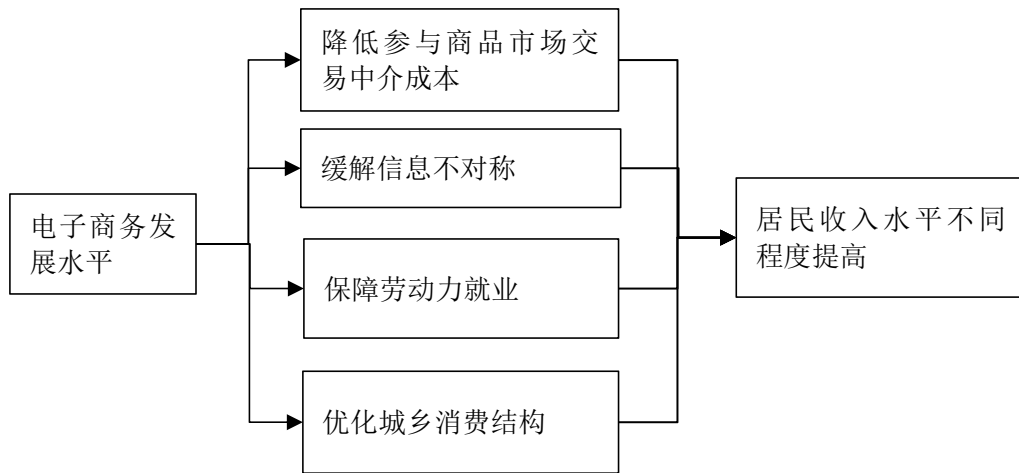 降低参与商品市场交
易中介成本
缓解信息不对称
电子商务发
展水平
居民收入水平不同
程度提高
保障劳动力就业
优化城乡消费结构